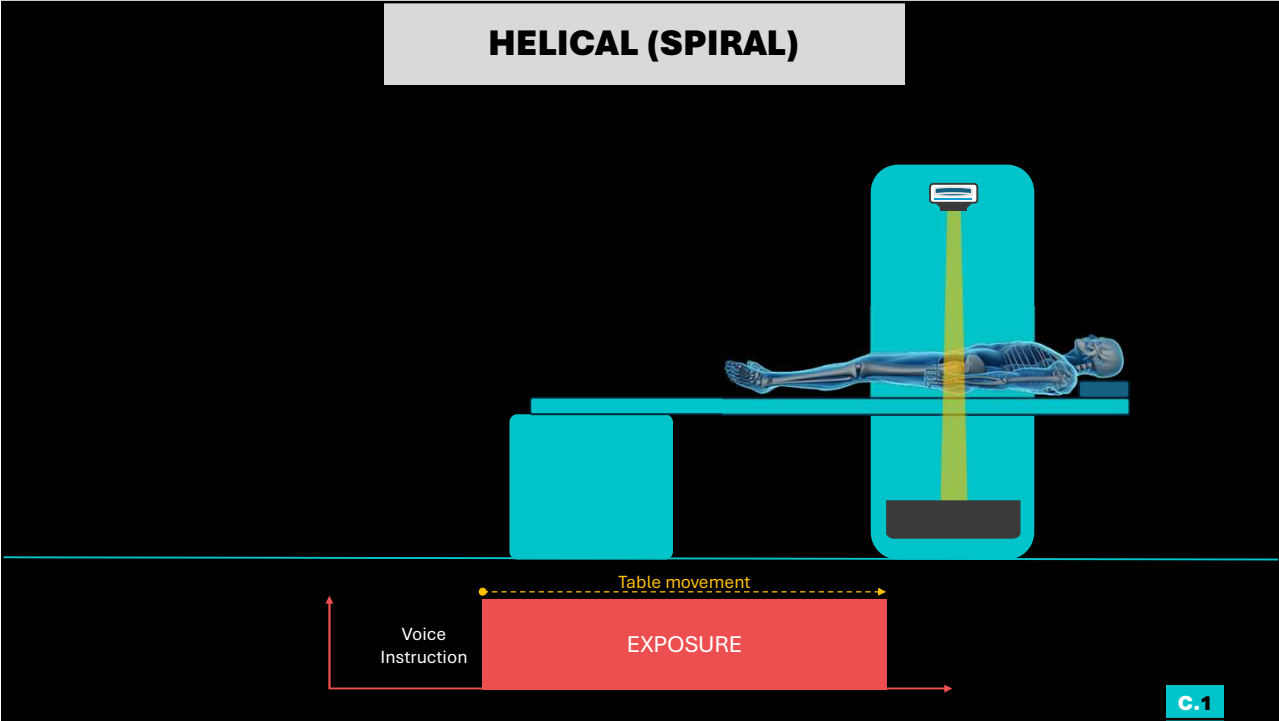 HELICAL (SPIRAL)
Table movement
Voice
Instruction
EXPOSURE
C.1